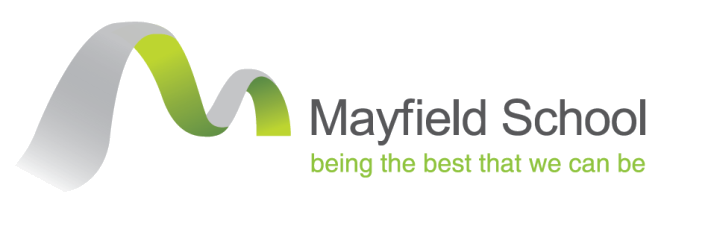 Mayfield School
being the best that we can be